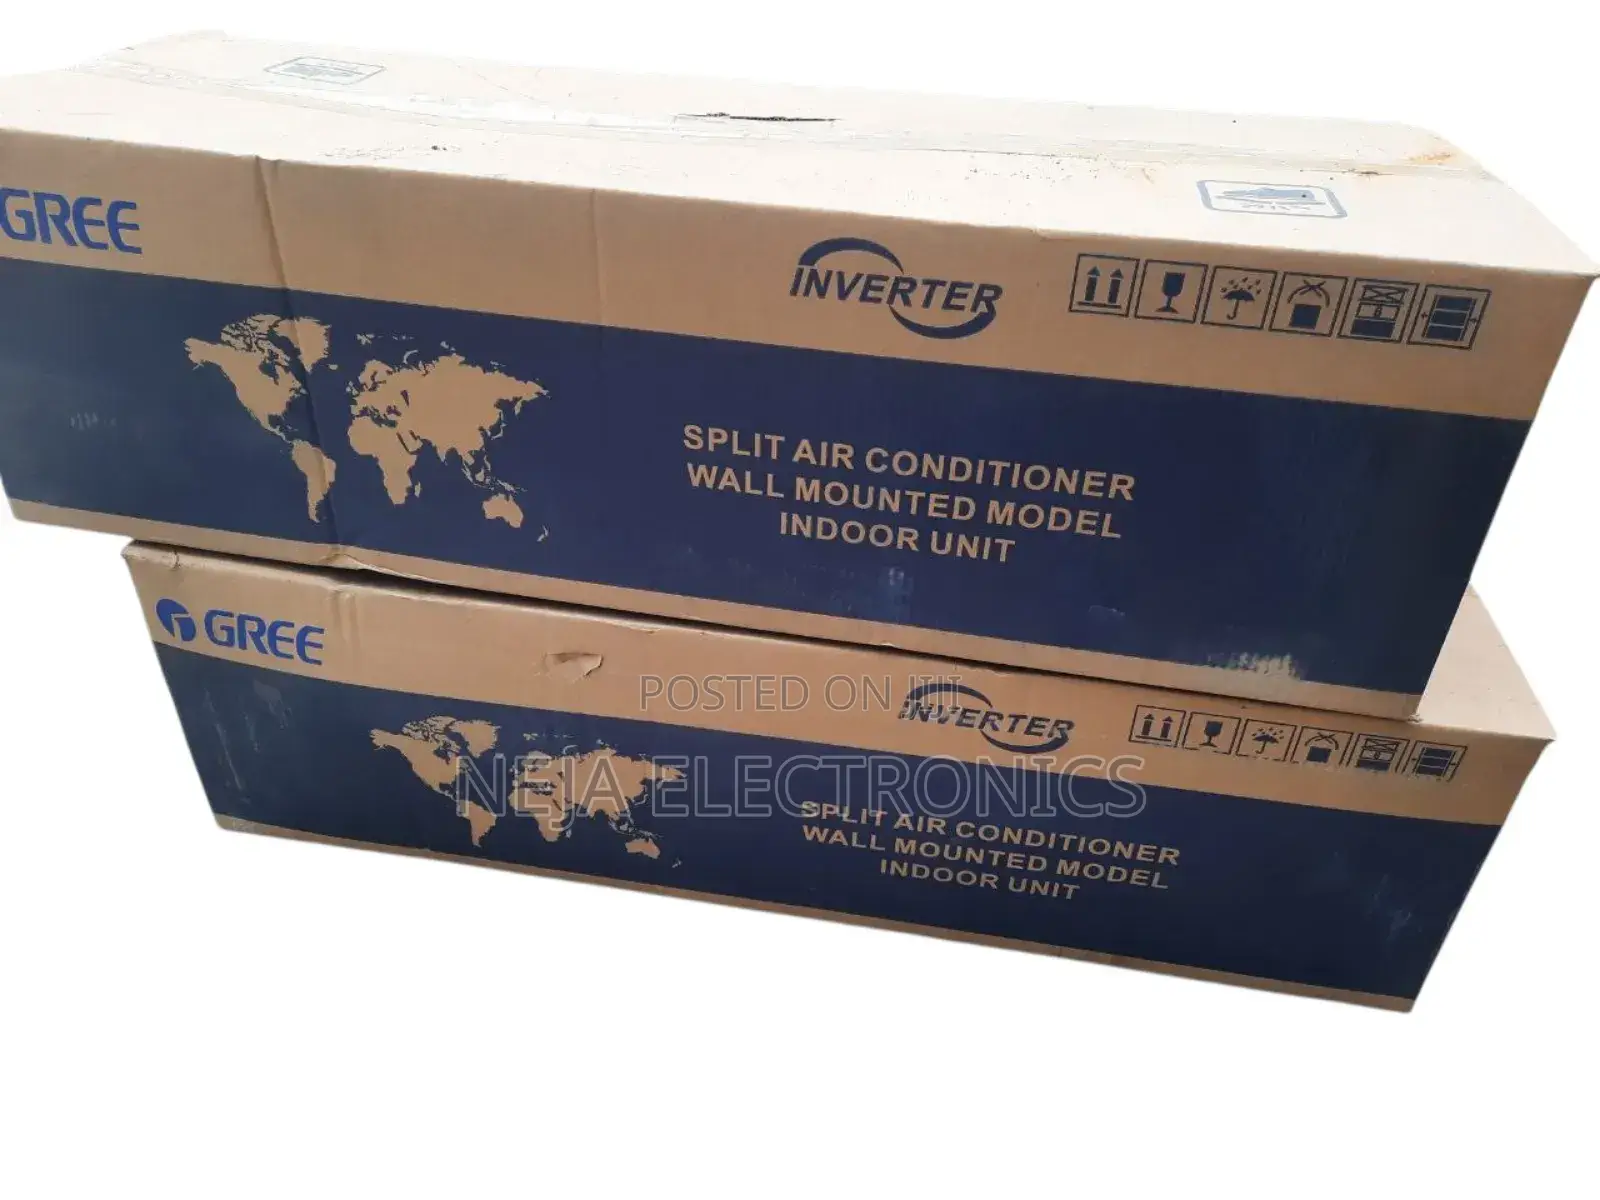 GREE
INVERTER
SPLIT AIR CONDITIONER
WALL MOUNTED MODEL
INDOOR UNIT
GREE
INVERTER
SPLIT AIR CONDITIONER
WALL MOUNTED MODEL
INDOOR UNIT
POSTED ON
NEJA ELECTRONICS